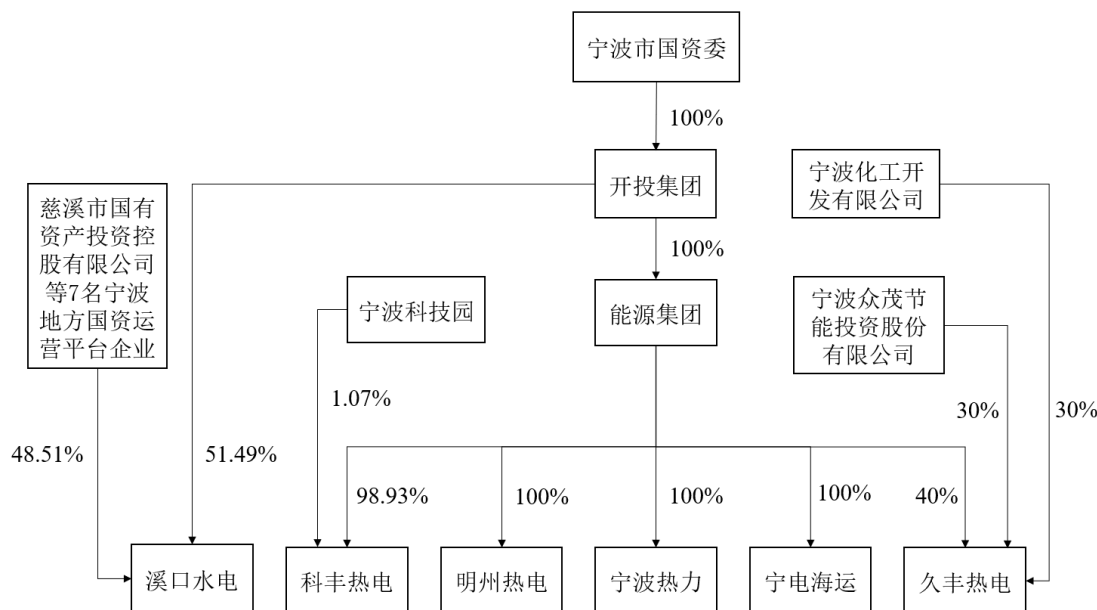 宁波市国资委
100%
开投集团
宁波化工开
发有限公司
慈溪市国有
资产投资控
股有限公司
等7名宁波
地方国资运
营平台企业
100%
宁波科技园
能源集团
宁波众茂节
能投资股份
有限公司
1.07%
30%
30%
48.51%
51.49%
98.93%
100%
100%
100%
40%
溪口水电
科丰热电
明州热电
宁波热力
宁电海运
久丰热电